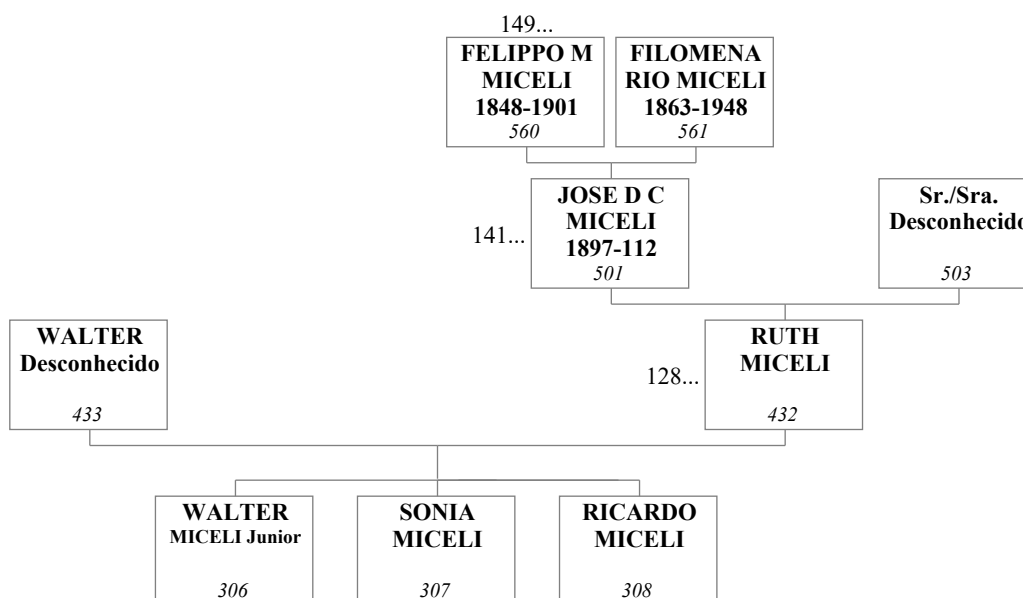 149...
FELIPPO M
MICELI
1848-1901
560
FILOMENA
RIO MICELI
1863-1948
561
141...
JOSE D C
MICELI
1897-112
501
Sr./Sra.
Desconhecido
503
WALTER
Desconhecido
433
128...
RUTH
MICELI
432
WALTER
MICELI Junior
306
SONIA
MICELI
307
RICARDO
MICELI
308